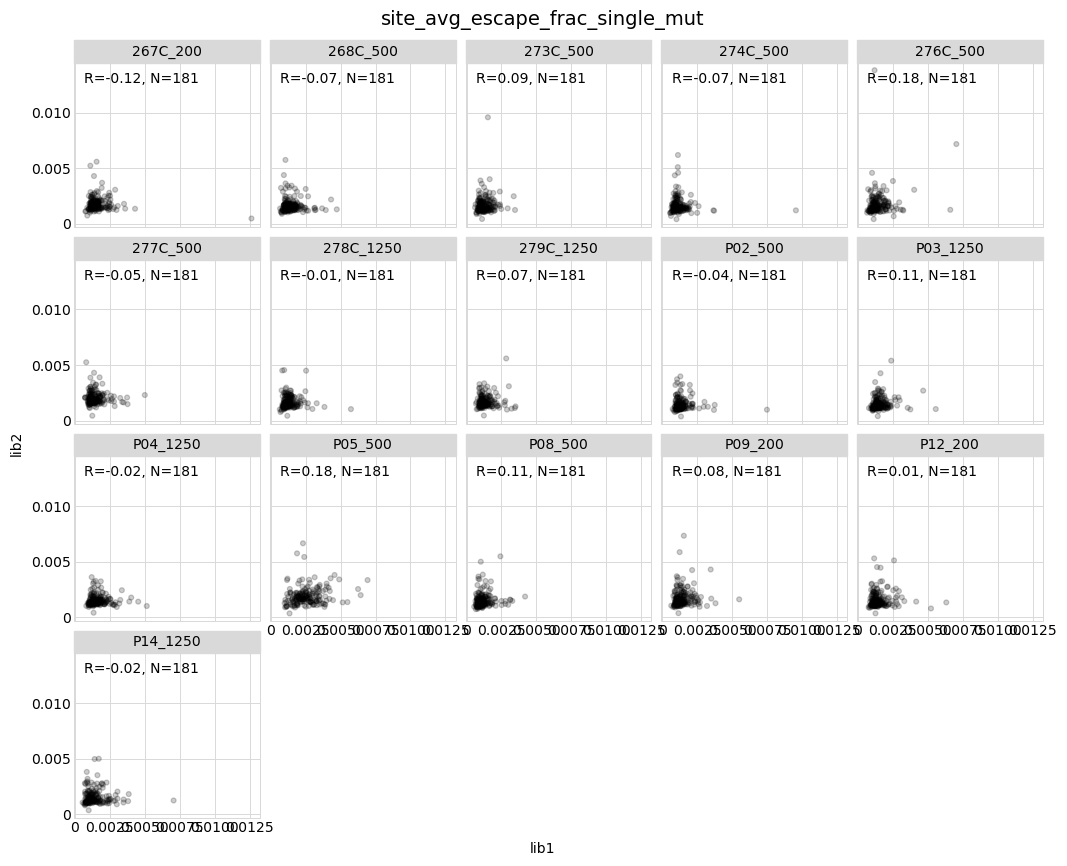 site_avg_escape_frac_single_mut
267C_200 268C_500 273C_500 274C_500 276C_500
R=-0.12, N=181 R=-0.07, N=181 R=0.09, N=181 R=-0.07, N=181 R=0.18, N=181
0.010
0.005
0
277C_500 278C_1250 279C_1250 P02_500 P03_1250
R=-0.05, N=181 R=-0.01, N=181 R=0.07, N=181 R=-0.04, N=181 R=0.11, N=181
0.010
0.005
0
lib2
P04_1250 P05_500 P08_500 P09_200 P12_200
R=-0.02, N=181 R=0.18, N=181 R=0.11, N=181 R=0.08, N=181 R=0.01, N=181
0.010
0.005
0
0 0.0025 0.0050 0.0075 0.0100 0.0125 0 0.0025 0.0050 0.0075 0.0100 0.0125 0 0.0025 0.0050 0.0075 0.0100 0.0125 0 0.0025 0.0050 0.0075 0.0100 0.0125
P14_1250
R=-0.02, N=181
0.010
0.005
0
0 0.0025 0.0050 0.0075 0.0100 0.0125
lib1